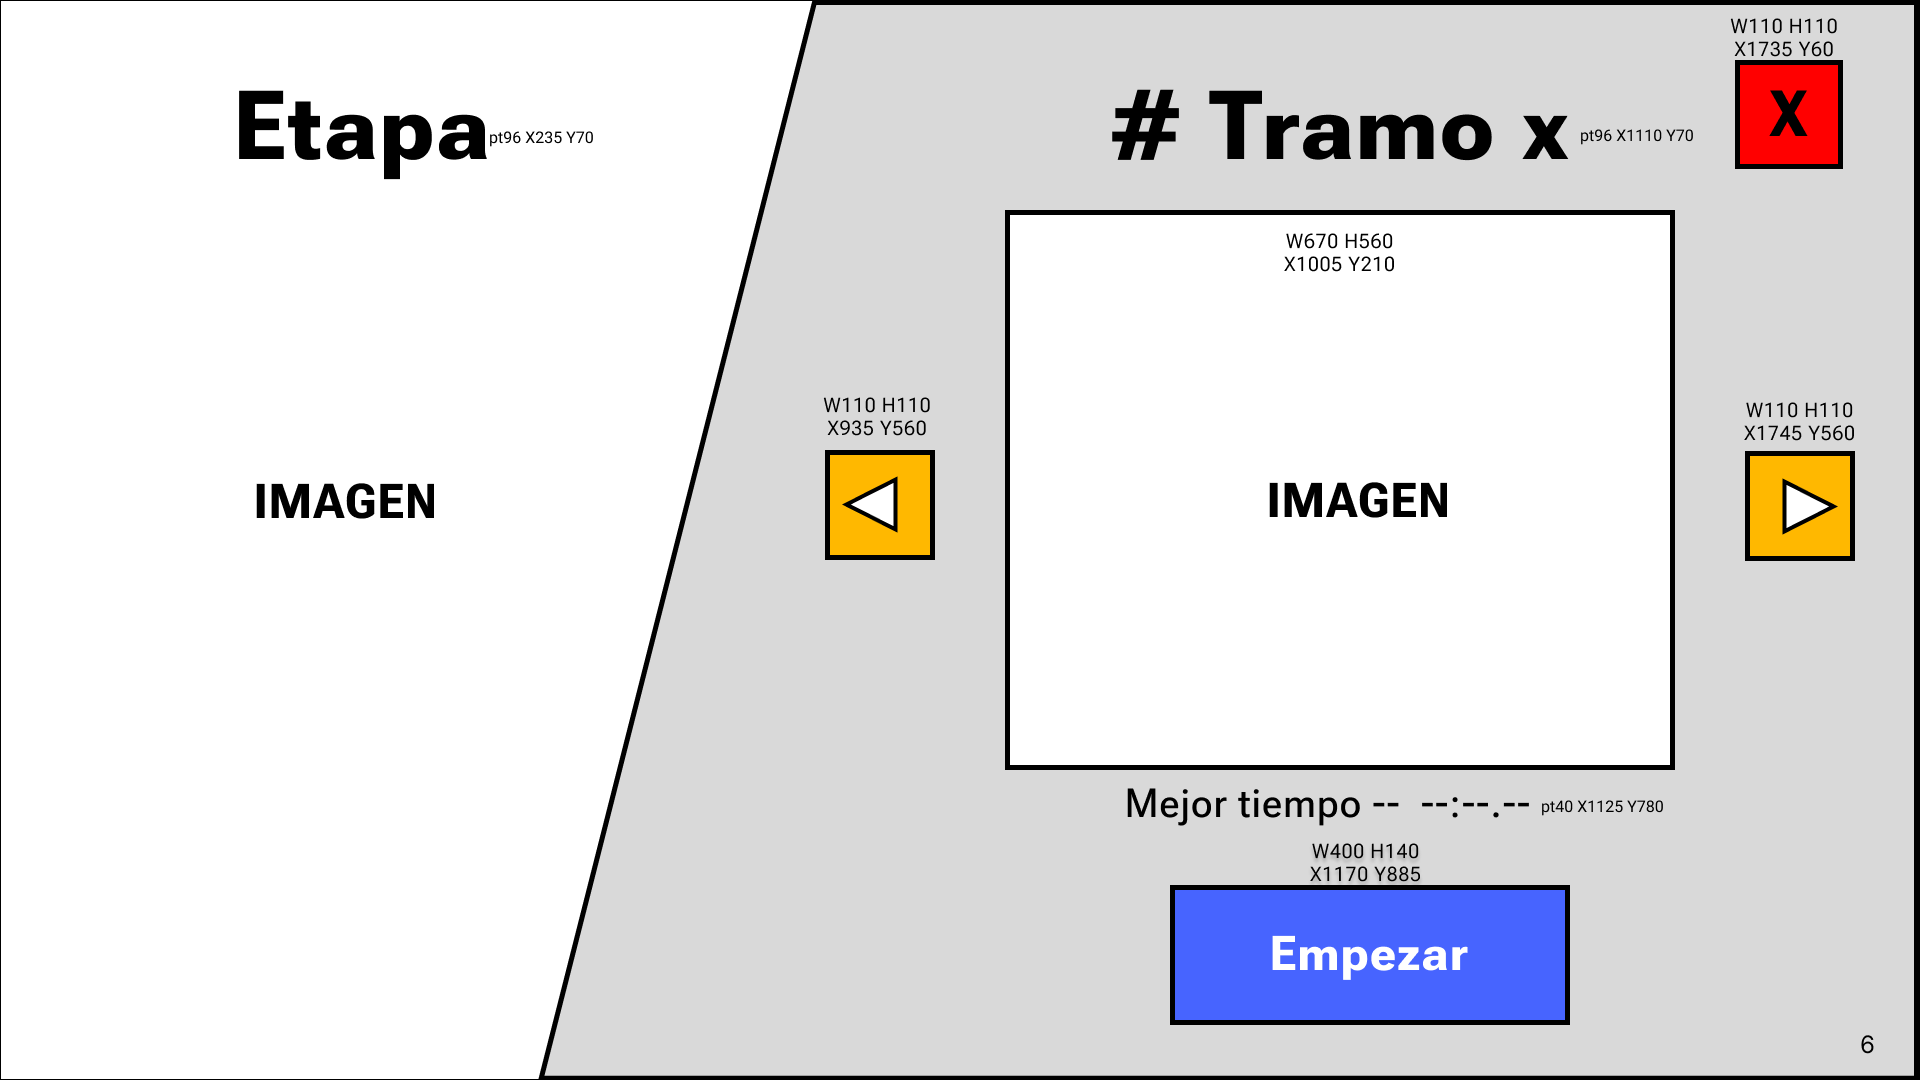 Etapa
pt96 X235 Y70
IMAGEN
# Tramo x
pt96 X1110 Y70
W110 H110
X1735 Y60
X
W670 H560
X1005 Y210
W110 H110
X935 Y560
IMAGEN
W110 H110
X1745 Y560
Mejor tiempo -- --:--.--
pt40 X1125 Y780
W400 H140
X1170 Y885
Empezar
6